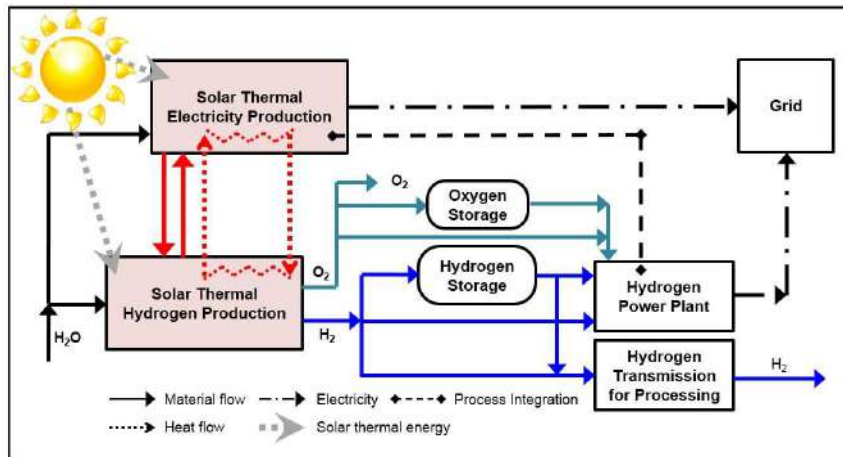 Solar Thermal
Electricity Production
Grid
O₂
Oxygen
Storage
O₂
Hydrogen
Storage
Solar Thermal
Hydrogen Production
H₂O
H₂
Hydrogen
Power Plant
Hydrogen
Transmission
for Processing
H₂
Material flow
Electricity
Process Integration
Heat flow
Solar thermal energy